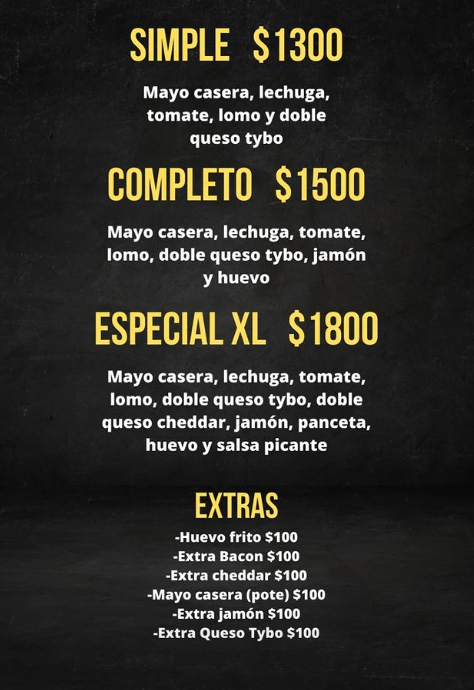 SIMPLE $1300
Mayo casera, lechuga,
tomate, lomo y doble
queso tybo
COMPLETO $1500
Mayo casera, lechuga, tomate,
lomo, doble queso tybo, jamón
y huevo
ESPECIAL XL $1800
Mayo casera, lechuga, tomate,
lomo, doble queso tybo, doble
queso cheddar, jamón, panceta,
huevo y salsa picante
EXTRAS
-Huevo frito $100
-Extra Bacon $100
-Extra cheddar $100
-Mayo casera (pote) $100
-Extra jamón $100
-Extra Queso Tybo $100